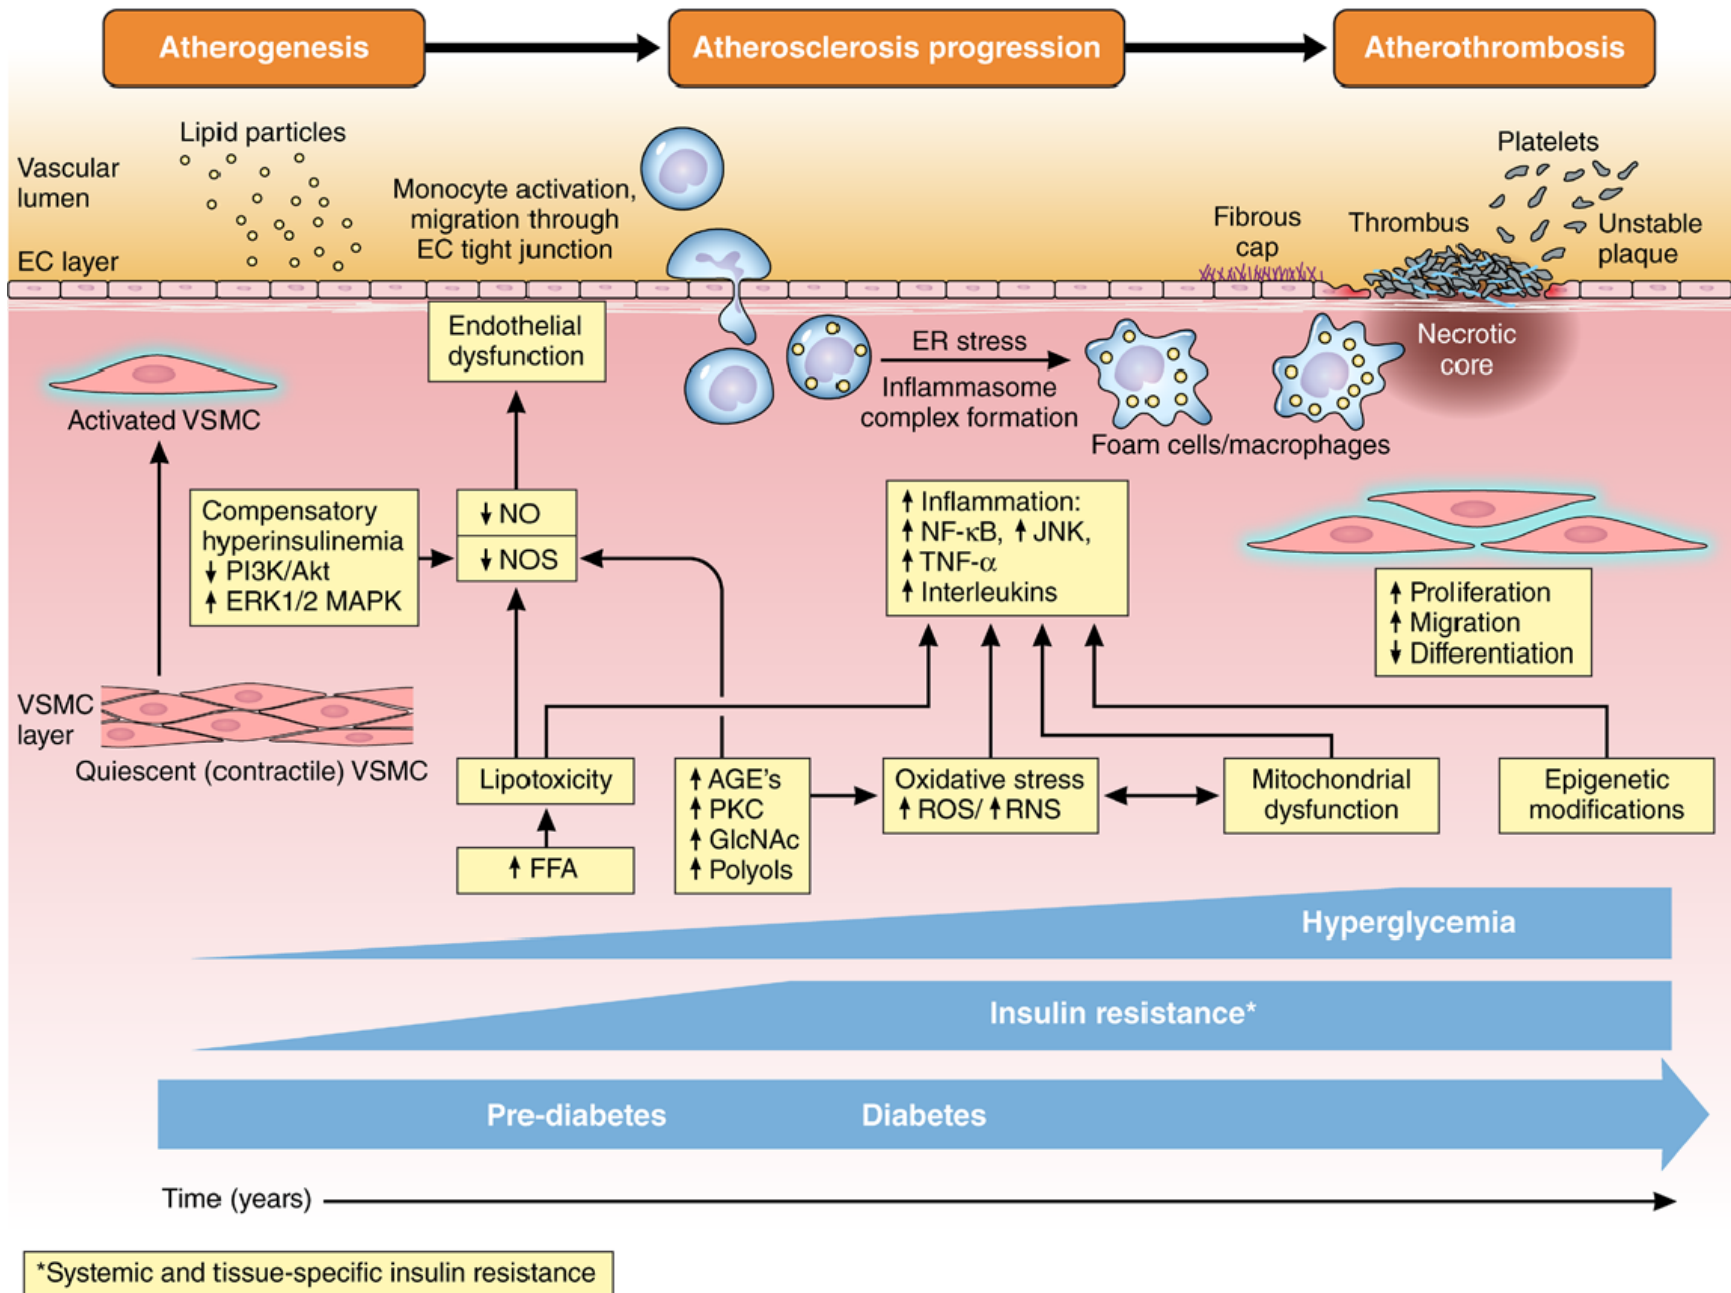 Atherogenesis
Atherosclerosis progression
Atherothrombosis
Lipid particles
Vascular
lumen
EC layer
Monocyte activation,
migration through
EC tight junction
Fibrous
cap
Thrombus
Platelets
Unstable
plaque
Endothelial
dysfunction
Activated VSMC
ER stress
Inflammasome
complex formation
Foam cells/macrophages
Necrotic
core
Compensatory
hyperinsulinemia
↓ PI3K/Akt
↑ ERK1/2 MAPK
↓ NO
↓ NOS
↑ Inflammation:
↑ NF-κB, ↑ JNK,
↑ TNF-α
↑ Interleukins
↑ Proliferation
↑ Migration
↓ Differentiation
VSMC
layer
Quiescent (contractile) VSMC
Lipotoxicity
↑ FFA
↑ AGE's
↑ PKC
↑ GlcNAc
↑ Polyols
Oxidative stress
↑ ROS/ ↑ RNS
Mitochondrial
dysfunction
Epigenetic
modifications
Hyperglycemia
Insulin resistance*
Pre-diabetes
Diabetes
Time (years)
*Systemic and tissue-specific insulin resistance